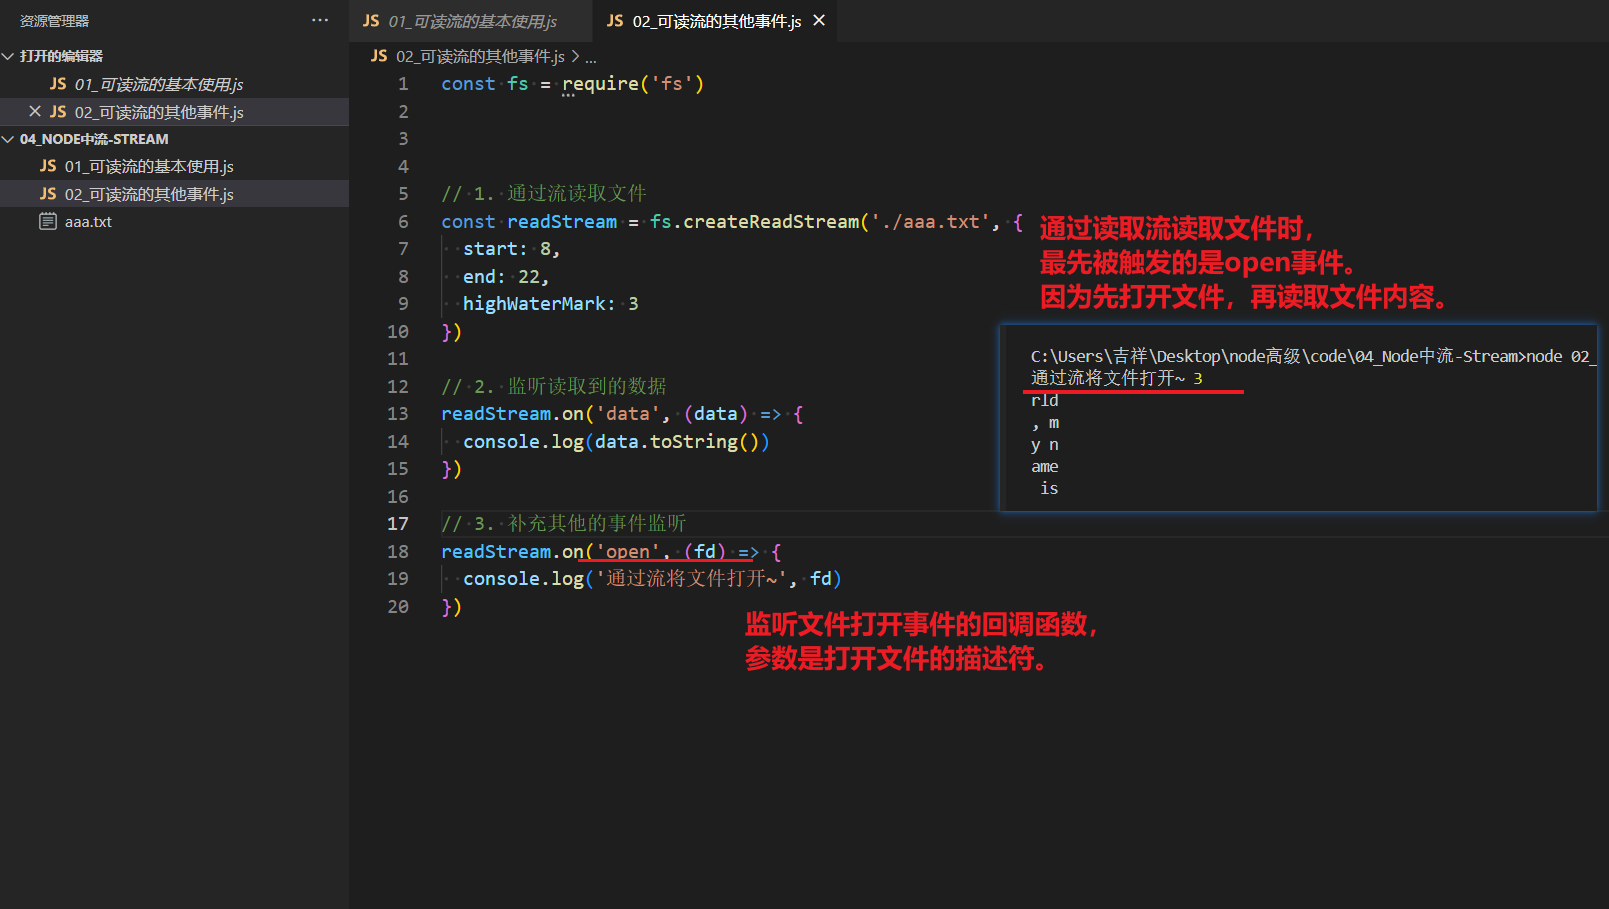 资源管理器
···
打开的编辑器
JS 01_可读流的基本使用.js
× JS 02_可读流的其他事件.js
04_NODE中流-STREAM
JS 01_可读流的基本使用.js
JS 02_可读流的其他事件.js
aaa.txt
JS 01_可读流的基本使用.js
JS 02_可读流的其他事件.js ×
JS 02_可读流的其他事件.js > ...
1 const fs = require('fs')
2
3
4
5 // 1. 通过流读取文件
6 const readStream = fs.createReadStream('./aaa.txt', {
7 start: 8,
8 end: 22,
9 highWaterMark: 3
10 })
11
12 // 2. 监听读取到的数据
13 readStream.on('data', (data) => {
14 console.log(data.toString())
15 })
16
17 // 3. 补充其他的事件监听
18 readStream.on('open', (fd) => {
19 console.log('通过流将文件打开~', fd)
20 })
通过读取流读取文件时，
最先被触发的是open事件。
因为先打开文件，再读取文件内容。
C:\Users\吉祥\Desktop\node高级\code\04_Node中流-Stream>node 02_
通过流将文件打开~ 3
rld
, m
y n
ame
is
监听文件打开事件的回调函数，
参数是打开文件的描述符。